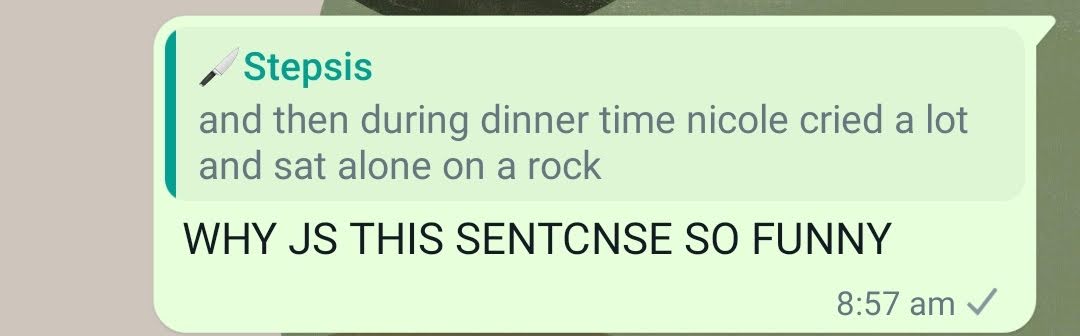 🔪Stepsis
and then during dinner time nicole cried a lot
and sat alone on a rock
WHY JS THIS SENTCNSE SO FUNNY
8:57 am